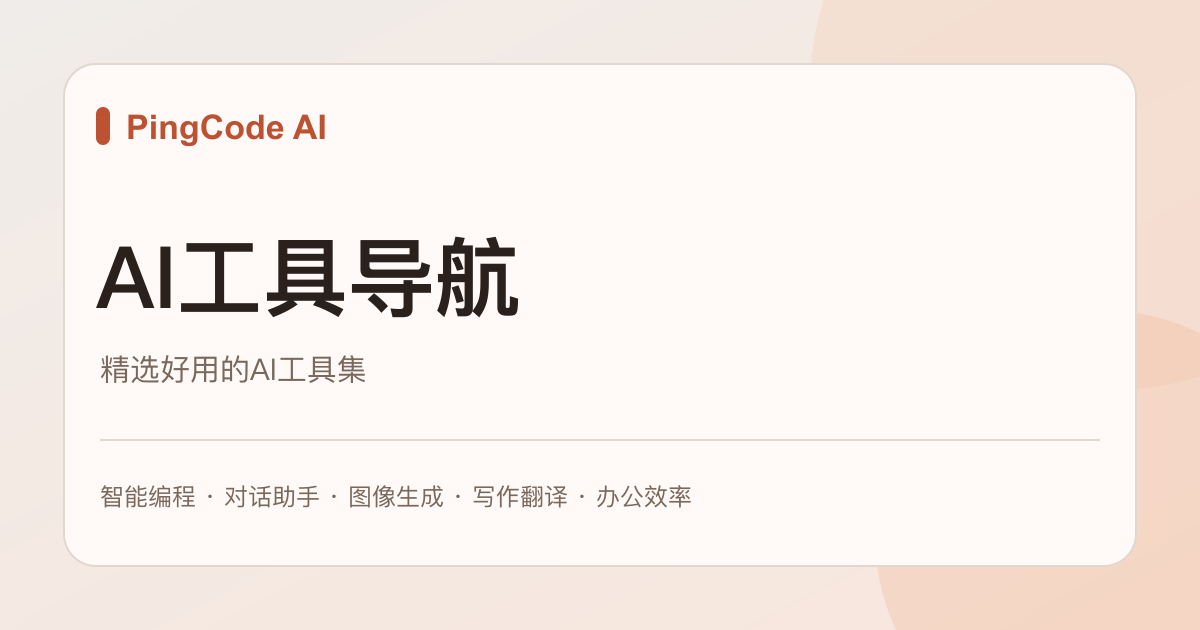 PingCode AI
AI工具导航
精选好用的AI工具集
智能编程 · 对话助手 · 图像生成 · 写作翻译 · 办公效率